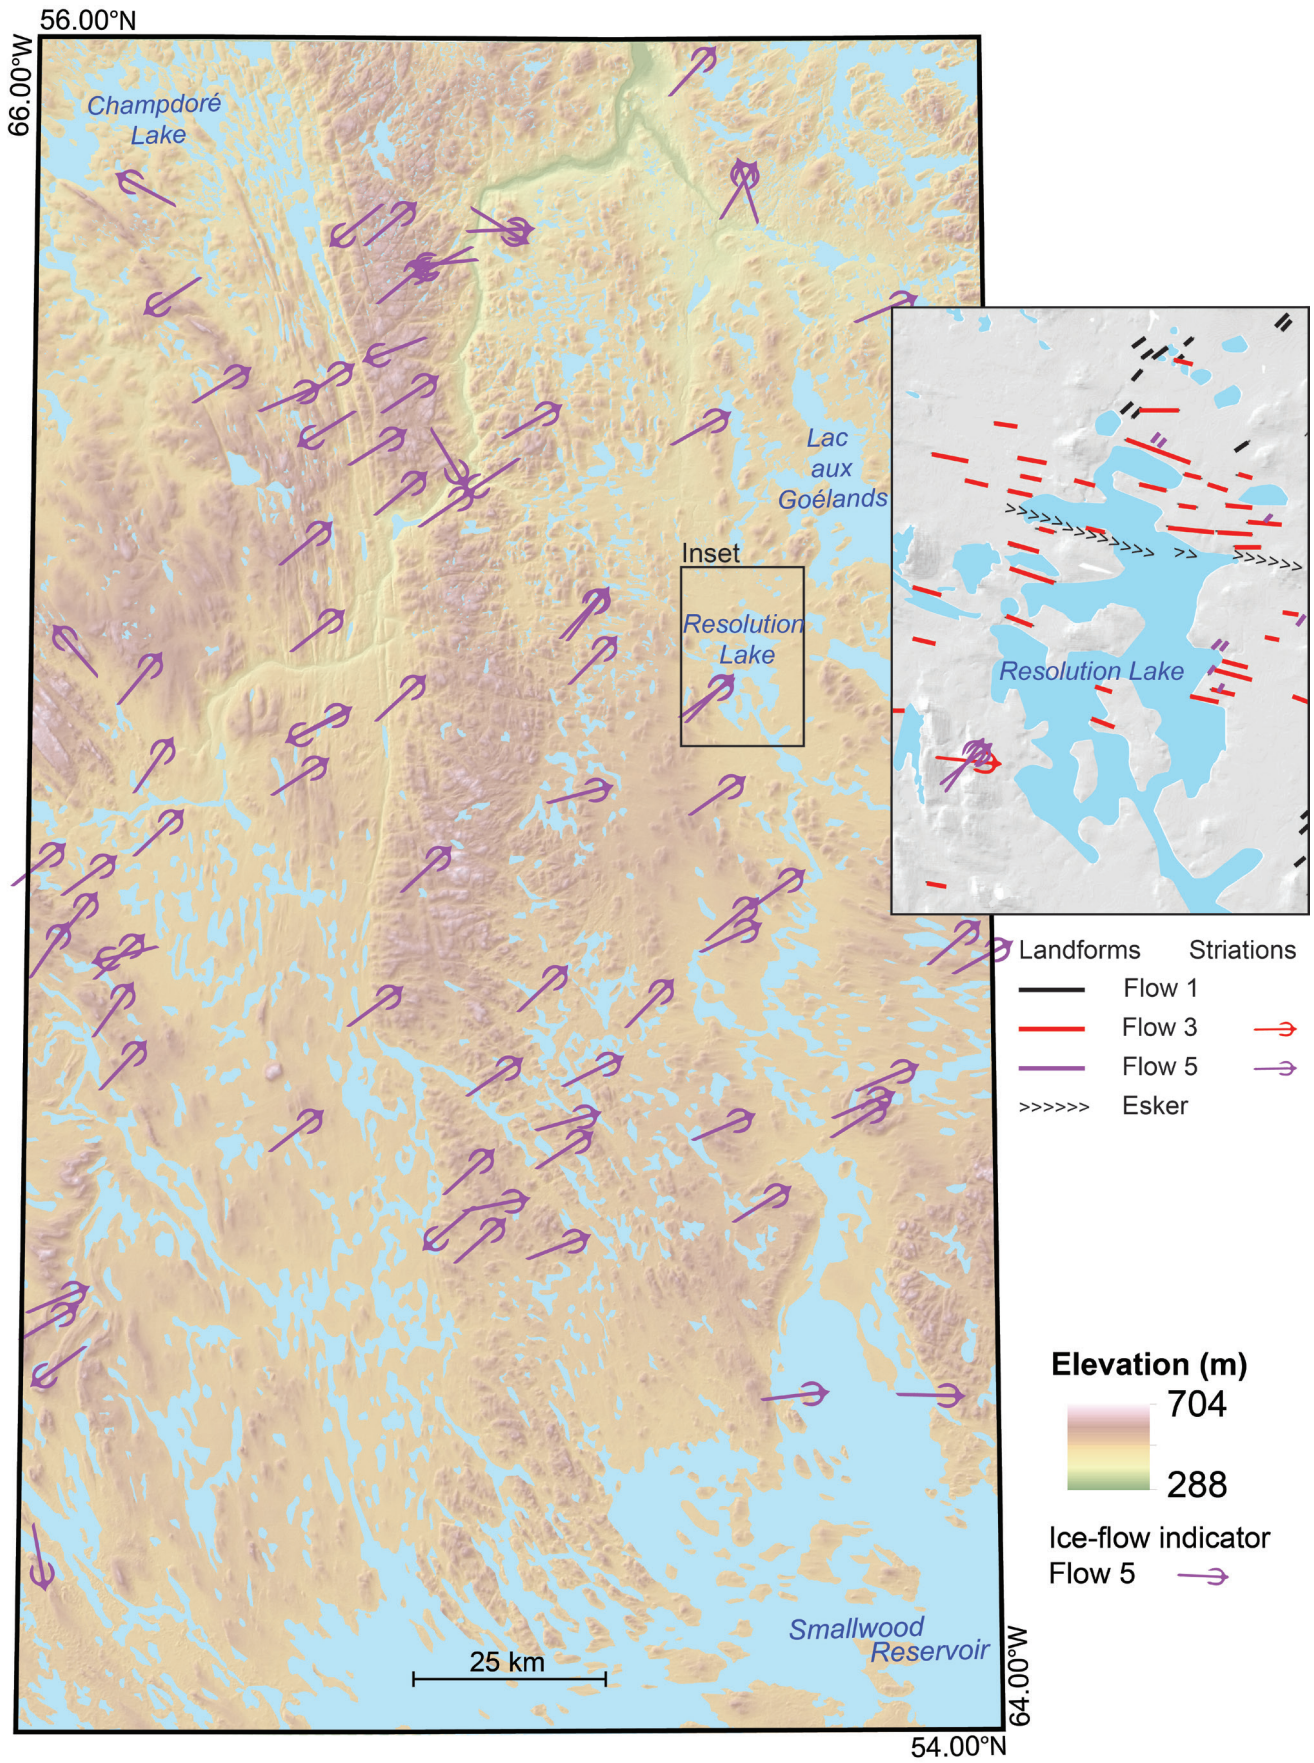 56.00°N
66.00°W
Champdoré
Lake
Lac
aux
Goélands
Inset
Resolution
Lake
Resolution Lake
Landforms Striations
Flow 1
Flow 3
Flow 5
>>>>>> Esker
Elevation (m)
704
288
Ice-flow indicator
Flow 5
Smallwood
Reservoir
25 km
64.00°W
54.00°N